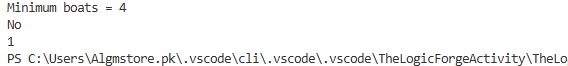 Minimum boats = 4
No
1
PS C:\Users\Algmstore.pk\.vscode\cli\.vscode\.vscode\TheLogicForgeActivity\TheLo